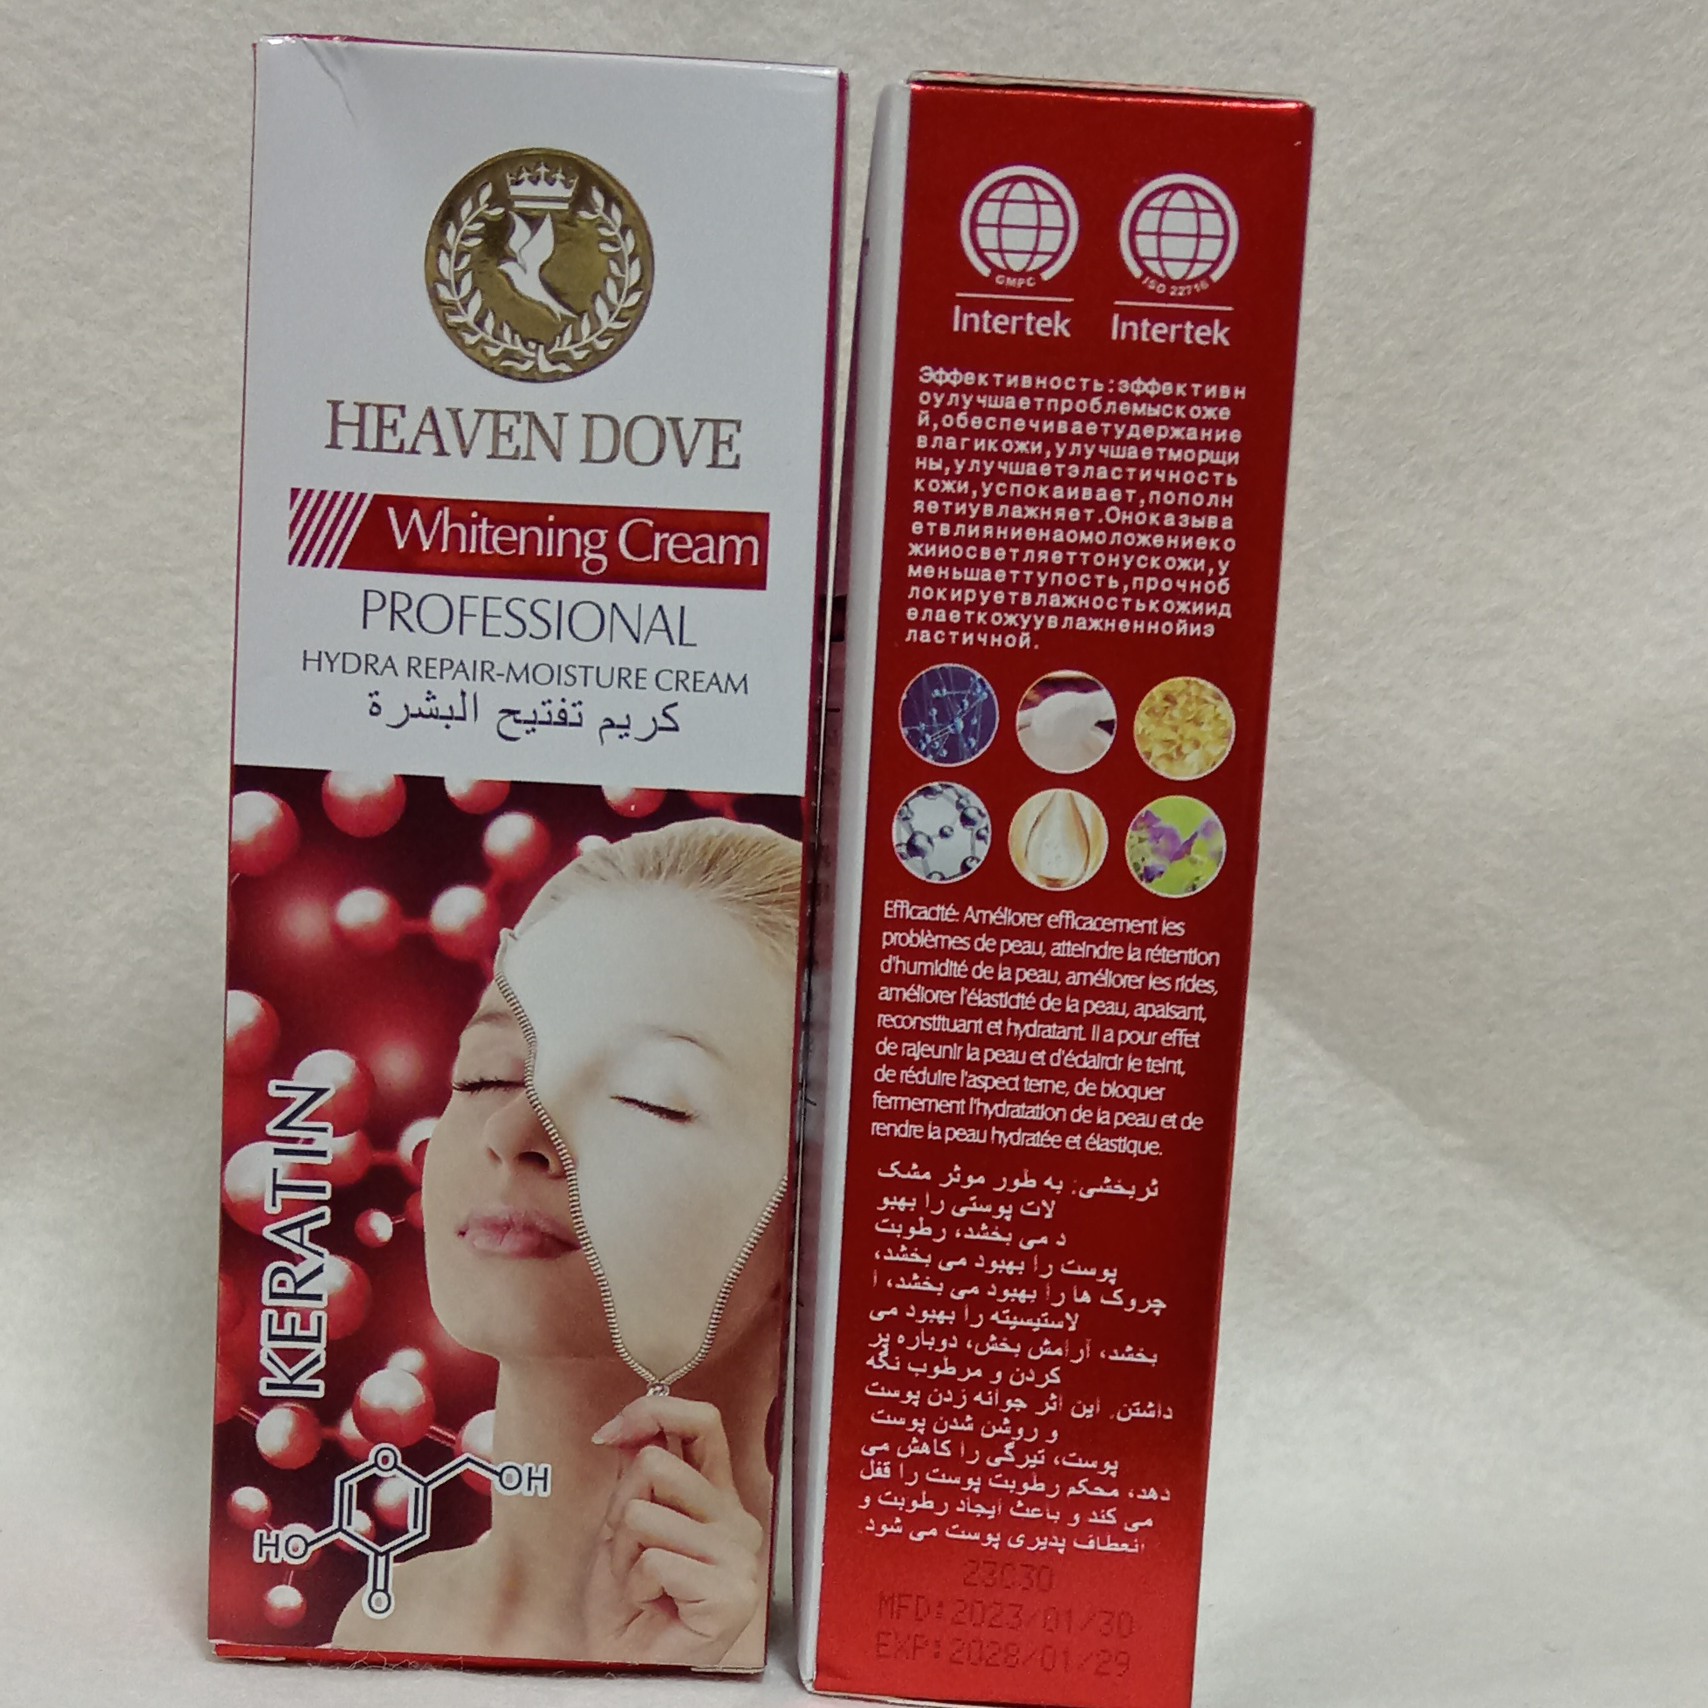 HEAVEN DOVE
Whitening Cream
PROFESSIONAL
HYDRA REPAIR-MOISTURE CREAM
كريم تفتيح البشرة
KERATIN
O
OH
HO
O
GMPC
Intertek
ISO 22716
Intertek
Эффективность:эффективн
оулучшаетпроблемыскоже
й,обеспечиваетудержание
влагикожи,улучшаетморщи
ны,улучшаетэластичность
кожи,успокаивает,пополн
яетиувлажняет.Оноказыва
етвлияниенаомоложениеко
жииосветляеттонускожи,у
меньшаеттупость,прочноб
локируетвлажностькожиид
елаеткожуувлажненнойиэ
ластичной.
Efficacité: Améliorer efficacement les
problèmes de peau, atteindre la rétention
d'humidité de la peau, améliorer les rides,
améliorer l'élasticité de la peau, apaisant,
reconstituant et hydratant. Il a pour effet
de rajeunir la peau et d'éclaircir le teint,
de réduire l'aspect terne, de bloquer
fermement l'hydratation de la peau et de
rendre la peau hydratée et élastique.
ثربخشی: به طور موثر مشک
لات پوستی را بهبو
د می بخشد، رطوبت
پوست را بهبود می بخشد،
چروک ها را بهبود می بخشد، ا
لاستیسیته را بهبود می
بخشد، آرامش بخش، دوباره پر
کردن و مرطوب نگه
داشتن. این اثر جوانه زدن پوست
و روشن شدن پوست
پوست، تیرگی را کاهش می
دهد، محکم رطوبت پوست را قفل
می کند و باعث ایجاد رطوبت و
انعطاف پذیری پوست می شود.
23C30
MFD:2023/01/30
EXP:2028/01/29